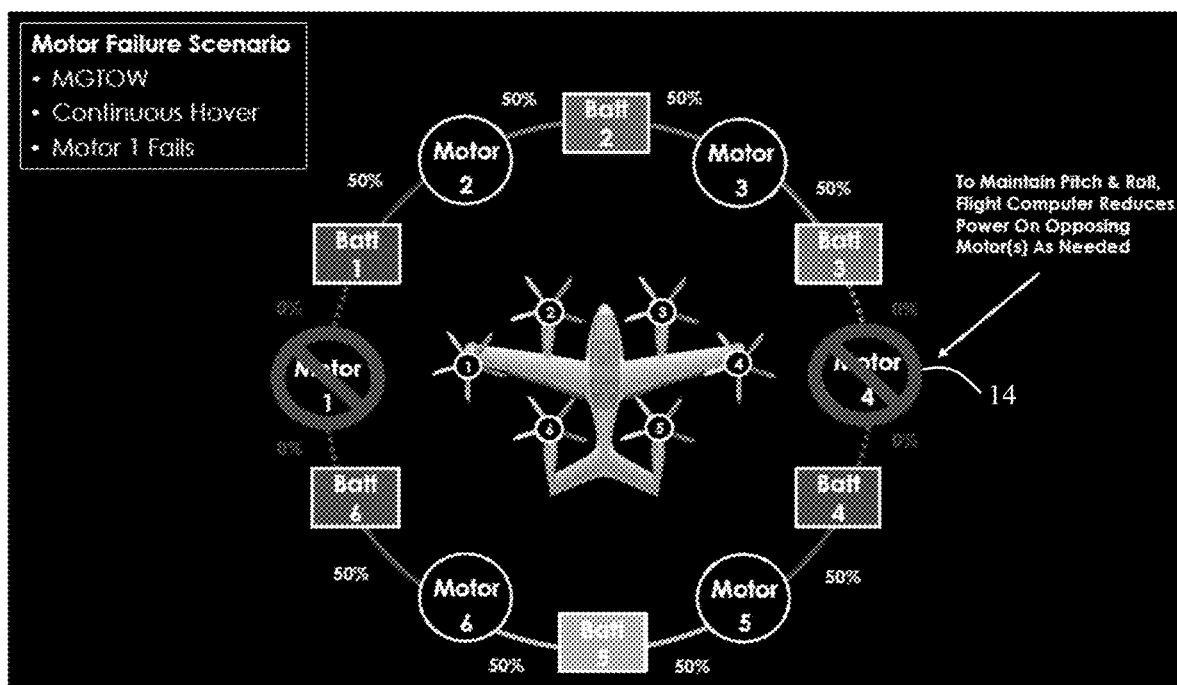 Motor Failure Scenario
• MGTOW
• Continuous Hover
• Motor 1 Fails
50%
Batt
2
50%
Motor
2
Motor
3
50%
50%
To Maintain Pitch & Roll,
Flight Computer Reduces
Power On Opposing
Motor(s) As Needed
Batt
1
Batt
3
0%
0%
2
3
Motor
1
1
4
Motor
4
14
0%
0%
6
5
Batt
6
Batt
4
50%
50%
Motor
6
Motor
5
Batt
5
50%
50%